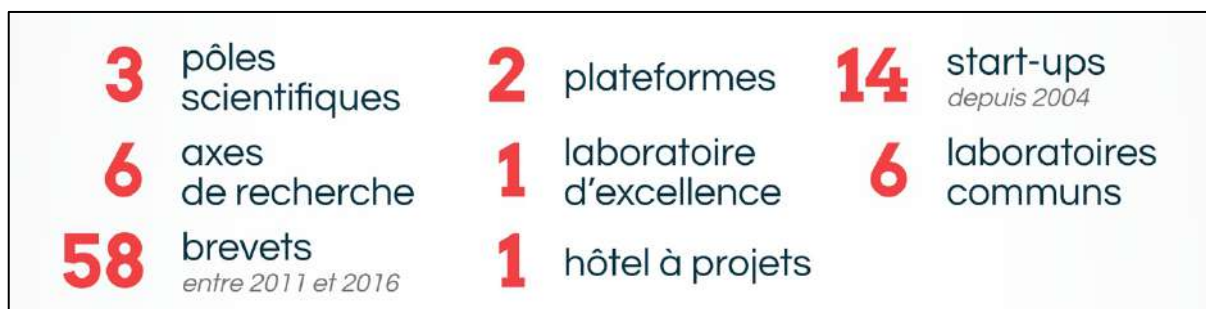 3 pôles
scientifiques
2 plateformes
14 start-ups
depuis 2004
6 axes
de recherche
1 laboratoire
d'excellence
6 laboratoires
communs
58 brevets
entre 2011 et 2016
1 hôtel à projets